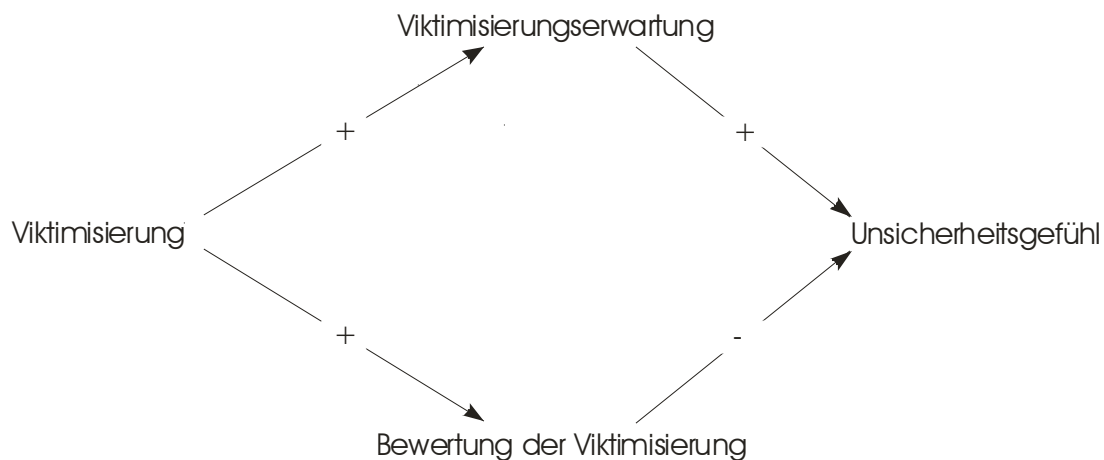 Viktimisierungserwartung
+
+
Viktimisierung
Unsicherheitsgefühl
+
-
Bewertung der Viktimisierung